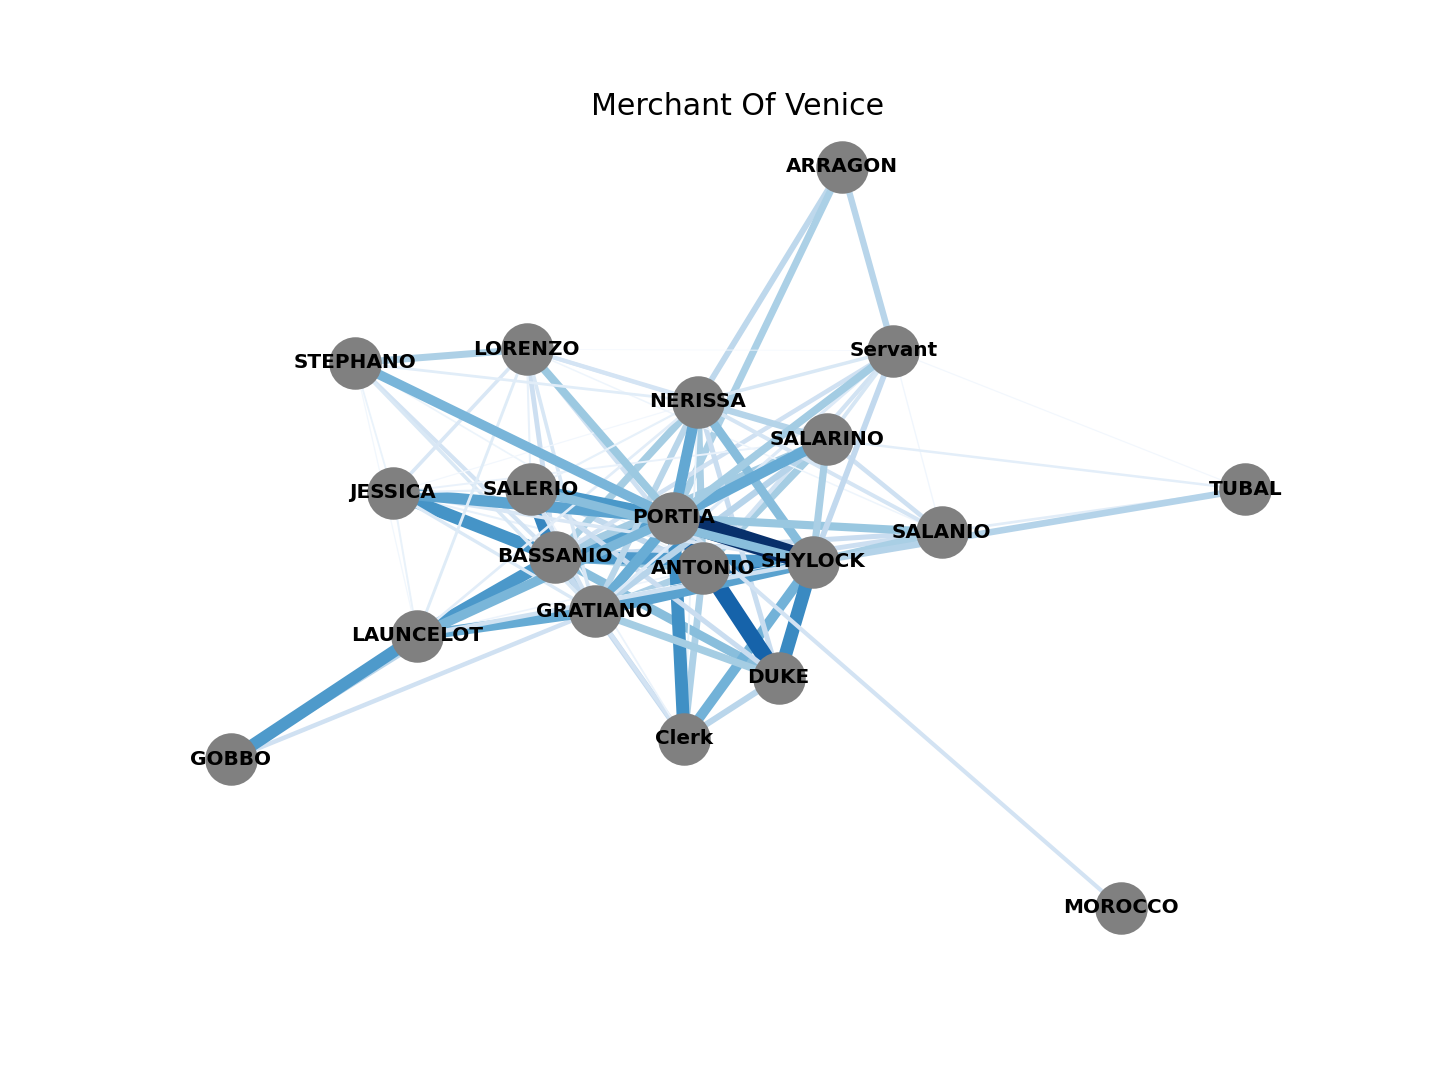 Merchant Of Venice
ARRAGON
LORENZO
Servant
STEPHANO
NERISSA
SALARINO
SALERIO
TUBAL
JESSICA
PORTIA
SALANIO
BASSANIO
SHYLOCK
ANTONIO
GRATIANO
LAUNCELOT
DUKE
Clerk
GOBBO
MOROCCO